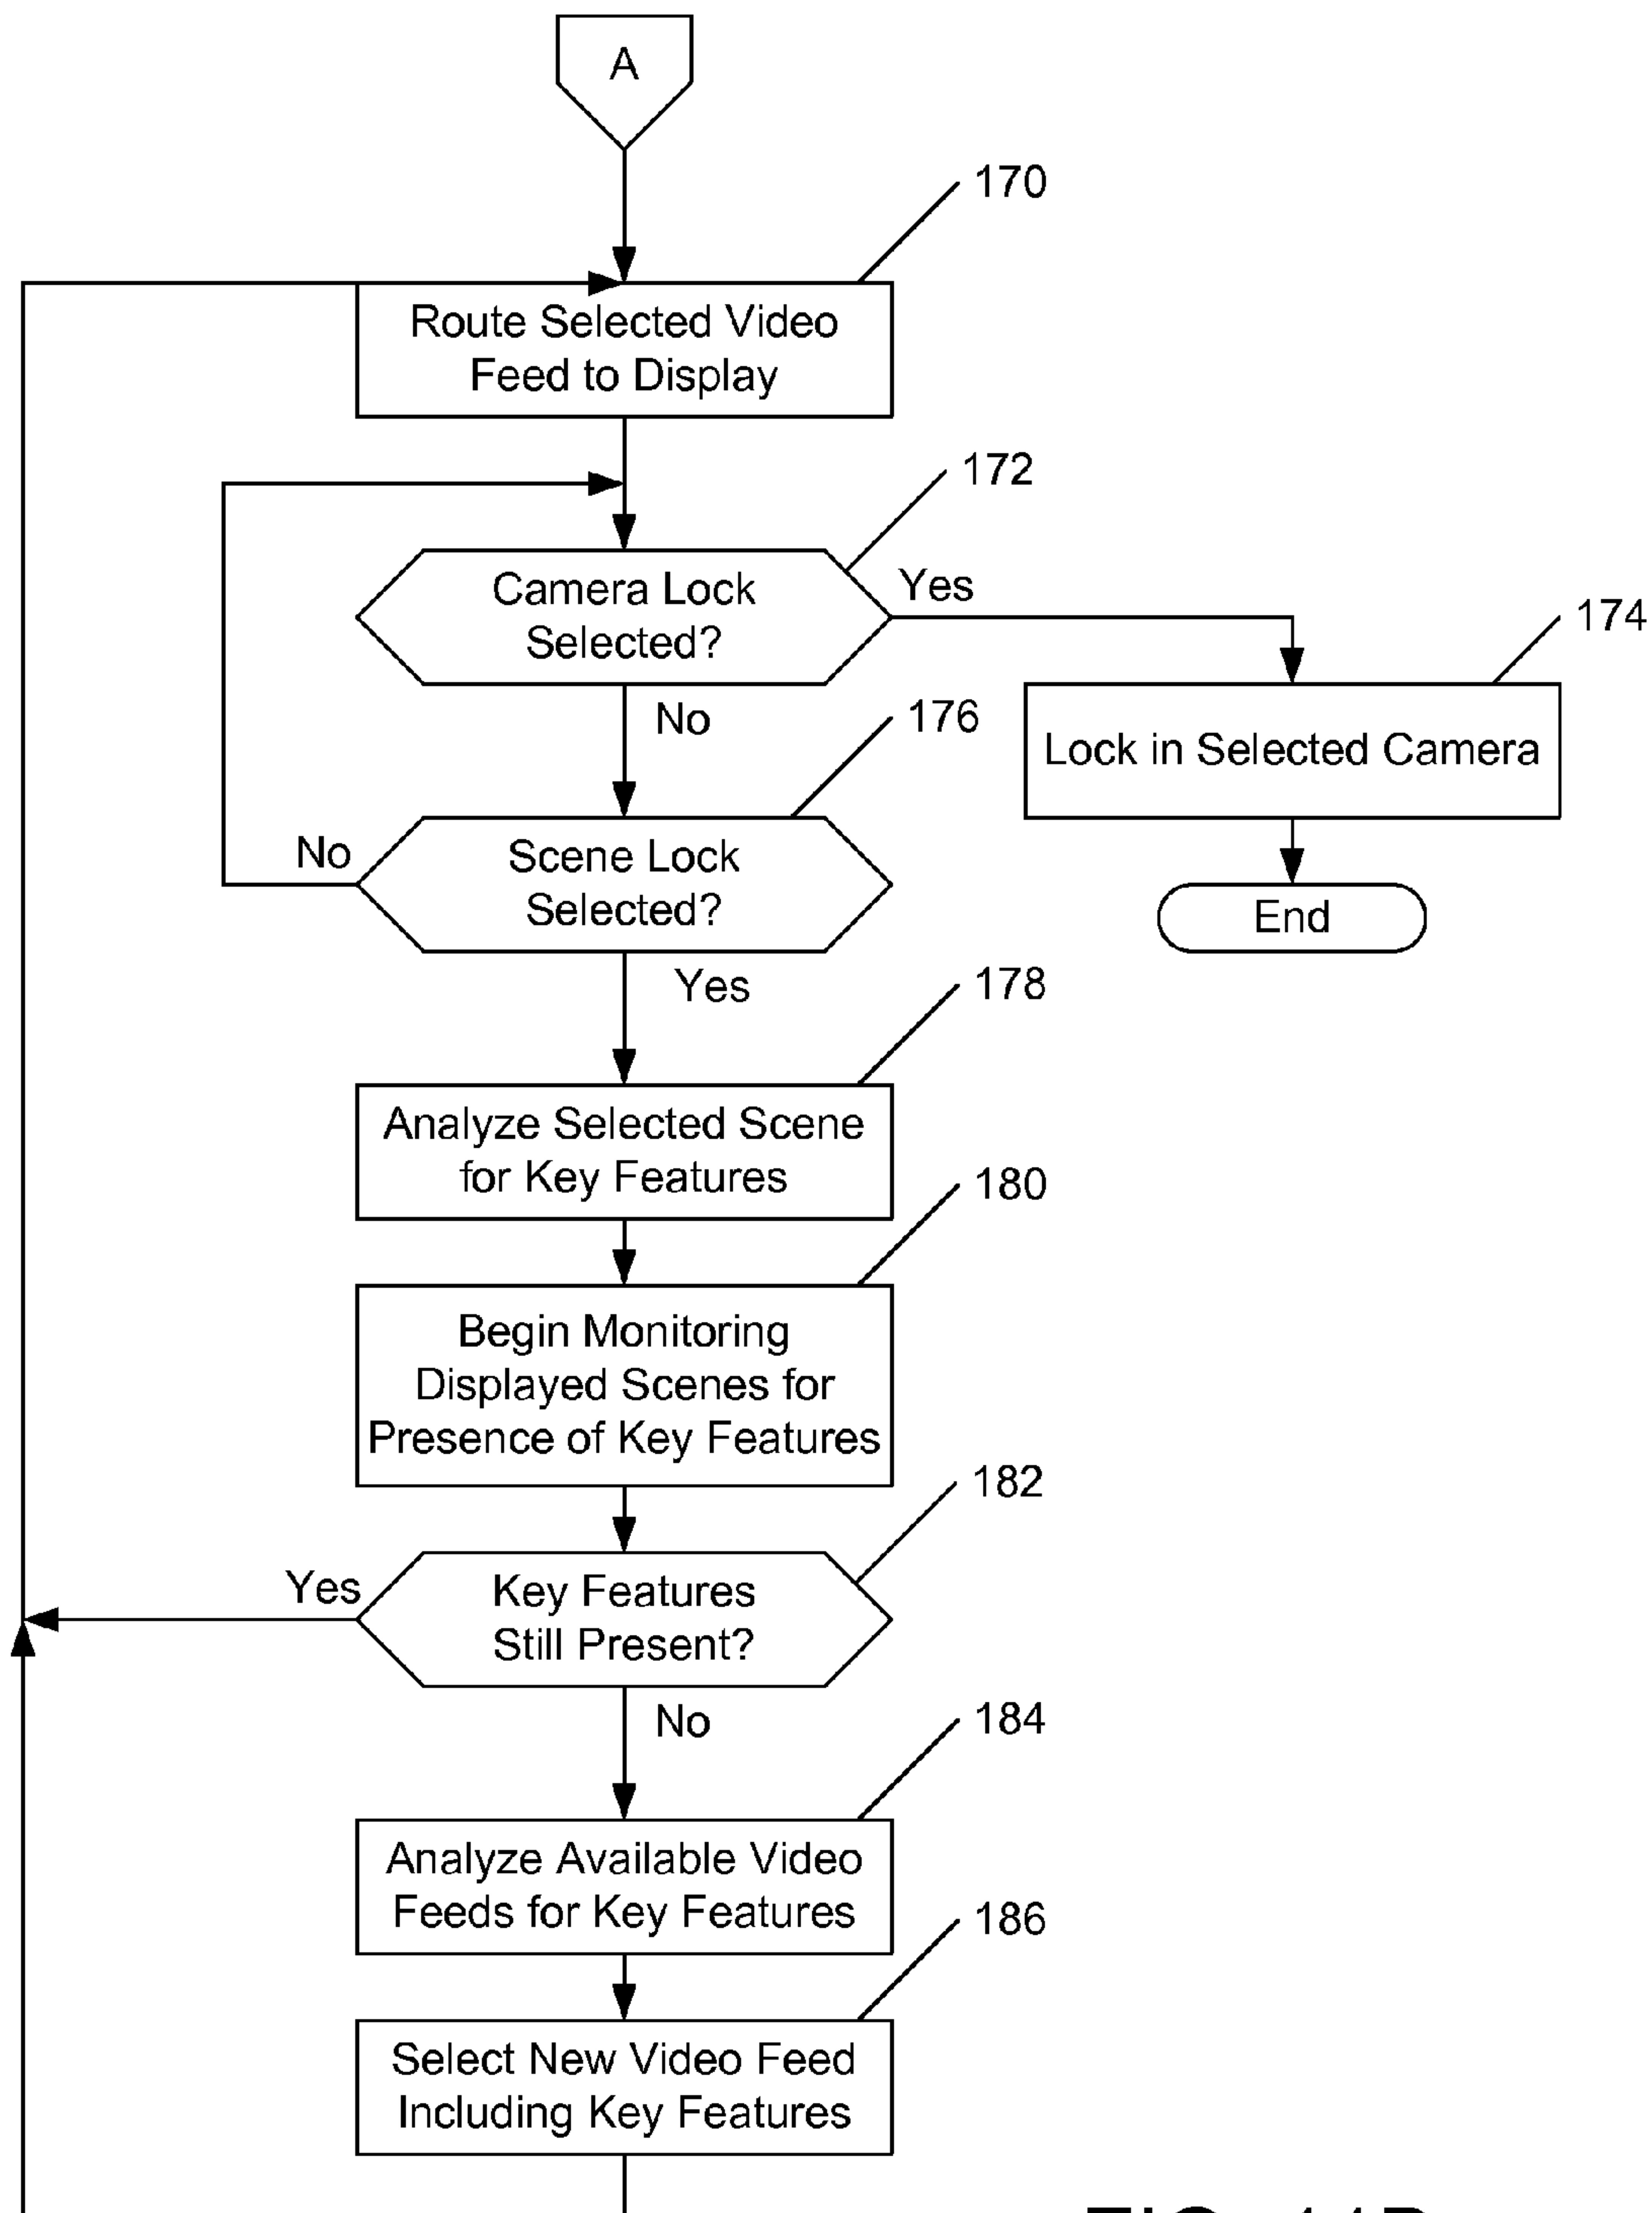 A
170
Route Selected Video
Feed to Display
172
Camera Lock
Selected?
Yes
174
Lock in Selected Camera
No
176
Scene Lock
Selected?
No
End
Yes
178
Analyze Selected Scene
for Key Features
180
Begin Monitoring
Displayed Scenes for
Presence of Key Features
182
Key Features
Still Present?
Yes
No
184
Analyze Available Video
Feeds for Key Features
186
Select New Video Feed
Including Key Features